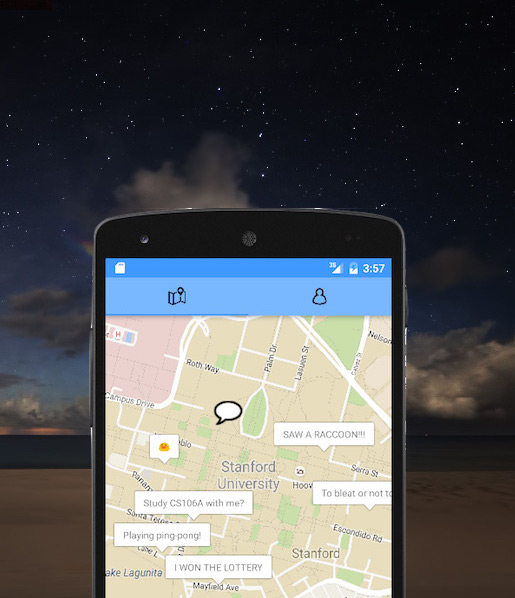 3G
3:57
H
Nelson
Palm Dr
Lasuen St
Roth Way
Campus Drive
SAW A RACCOON!!!
Stanford
University
Serra St
Hoov
Panam
Study CS106A with me?
To bleat or not to
Santa Teresa
Playing ping-pong!
Escondido Rd
Stanford
I WON THE LOTTERY
ake Lagunita
Mayfield Ave